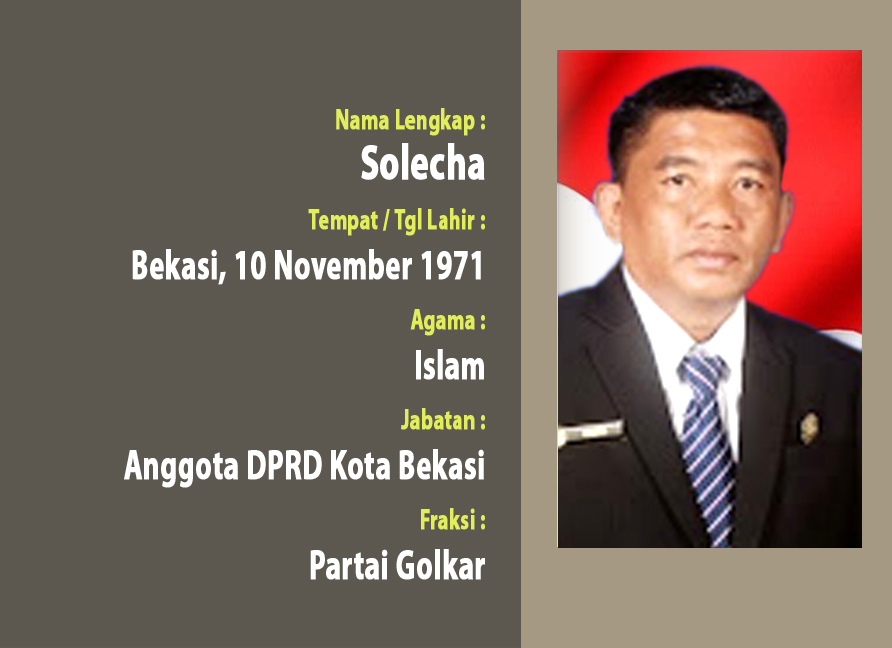 Nama Lengkap :
Solecha
Tempat / Tgl Lahir :
Bekasi, 10 November 1971
Agama :
Islam
Jabatan :
Anggota DPRD Kota Bekasi
Fraksi :
Partai Golkar